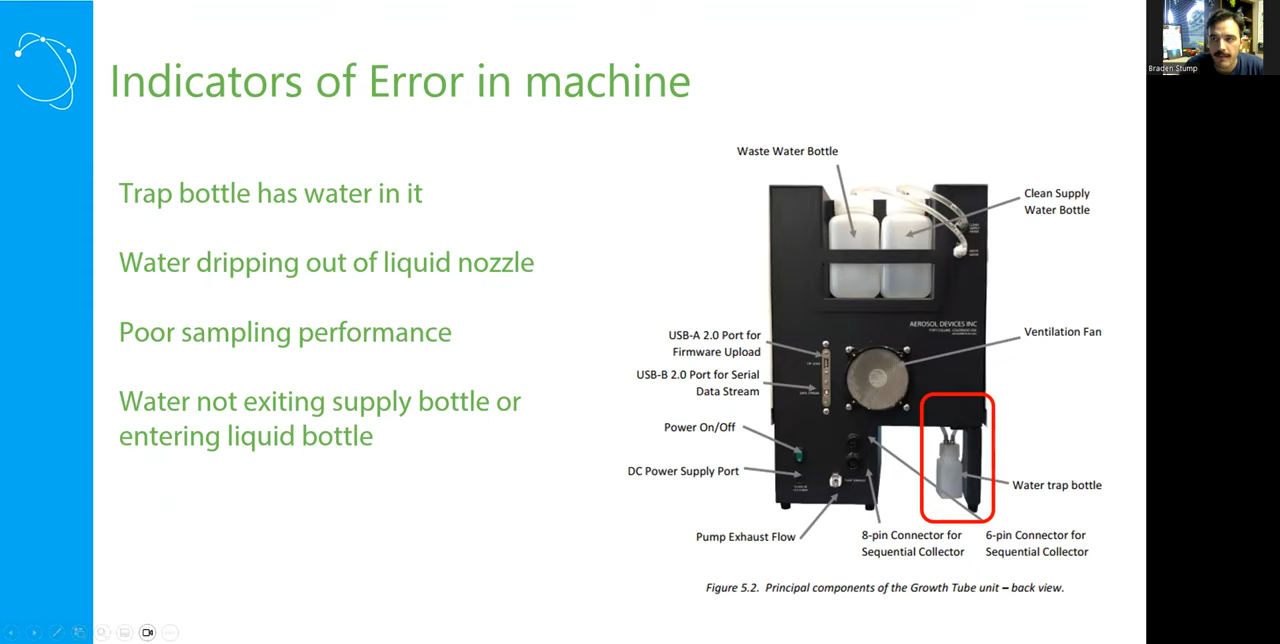 Indicators of Error in machine
Trap bottle has water in it
Water dripping out of liquid nozzle
Poor sampling performance
Water not exiting supply bottle or
entering liquid bottle
Waste Water Bottle
Clean Supply
Water Bottle
AEROSOL DEVICES INC
USB-A 2.0 Port for
Firmware Upload
Ventilation Fan
USB-B 2.0 Port for Serial
Data Stream
Power On/Off
DC Power Supply Port
Water trap bottle
Pump Exhaust Flow
8-pin Connector for
Sequential Collector
6-pin Connector for
Sequential Collector
Figure 5.2. Principal components of the Growth Tube unit – back view.
Braden Stump